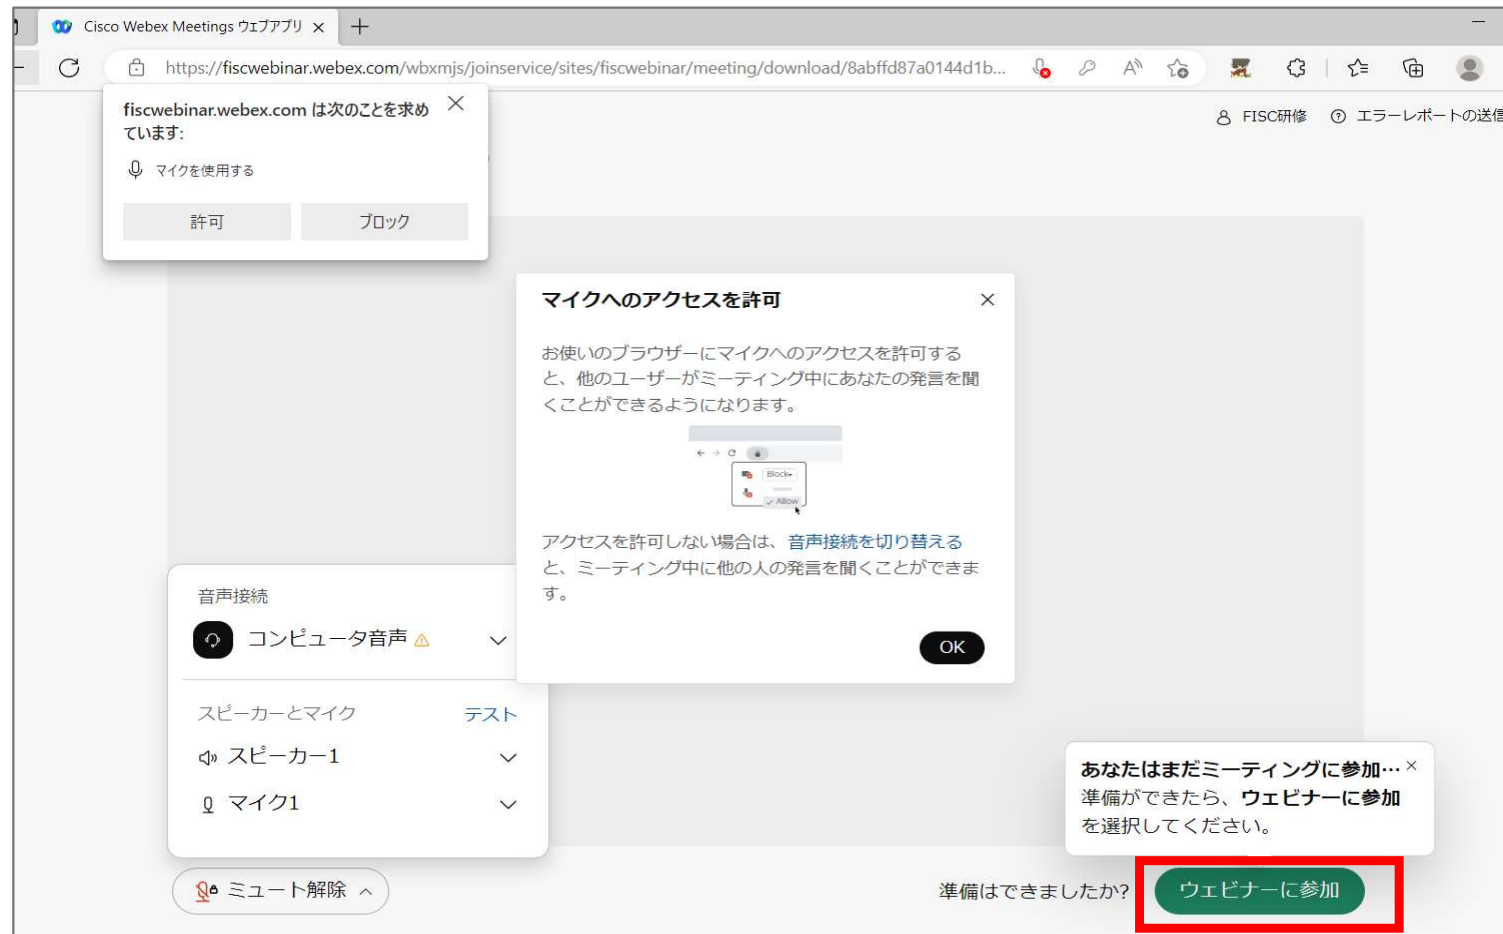 Cisco Webex Meetings ウェブアプリ
https://fiscwebinar.webex.com/wbxmjs/joinservice/sites/fiscwebinar/meeting/download/8abffd87a0144d1b...
fiscwebinar.webex.com は次のことを求め
ています:
マイクを使用する
許可 ブロック
FISC研修 エラーレポートの送信
マイクへのアクセスを許可
お使いのブラウザーにマイクへのアクセスを許可する
と、他のユーザーがミーティング中にあなたの発言を聞
くことができるようになります。
Block
Allow
アクセスを許可しない場合は、音声接続を切り替える
と、ミーティング中に他の人の発言を聞くことができま
す。
OK
音声接続
コンピュータ音声
スピーカーとマイク テスト
スピーカー1
マイク1
あなたはまだミーティングに参加…
準備ができたら、ウェビナーに参加
を選択してください。
ミュート解除
準備はできましたか? ウェビナーに参加